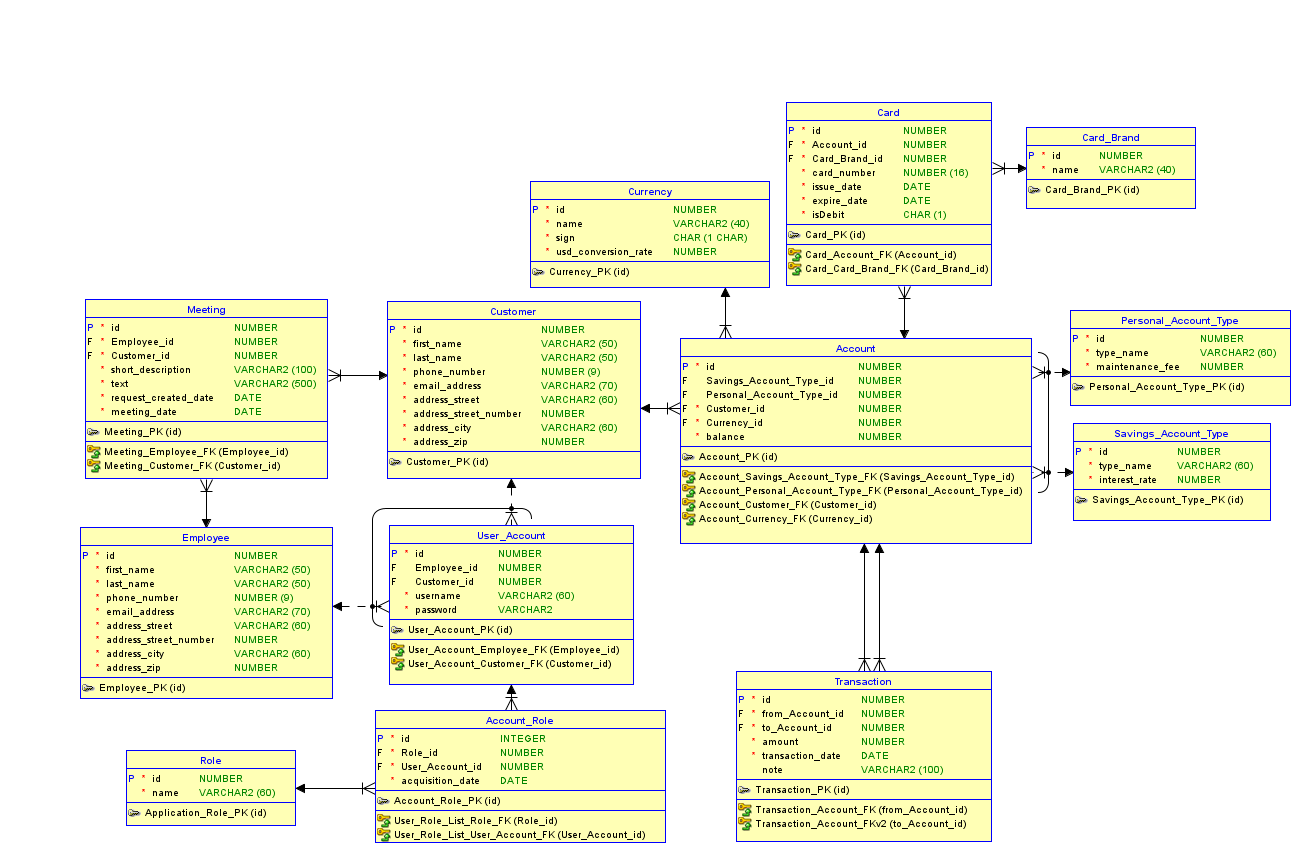 Card
P * id NUMBER
F * Account_id NUMBER
F * Card_Brand_id NUMBER
* card_number NUMBER (16)
* issue_date DATE
* expire_date DATE
* isDebit CHAR (1)
Card_PK (id)
Card_Account_FK (Account_id)
Card_Card_Brand_FK (Card_Brand_id)
Card_Brand
P * id NUMBER
* name VARCHAR2 (40)
Card_Brand_PK (id)
Currency
P * id NUMBER
* name VARCHAR2 (40)
* sign CHAR (1 CHAR)
* usd_conversion_rate NUMBER
Currency_PK (id)
Meeting
P * id NUMBER
F * Employee_id NUMBER
F * Customer_id NUMBER
* short_description VARCHAR2 (100)
* text VARCHAR2 (500)
* request_created_date DATE
* meeting_date DATE
Meeting_PK (id)
Meeting_Employee_FK (Employee_id)
Meeting_Customer_FK (Customer_id)
Customer
P * id NUMBER
* first_name VARCHAR2 (50)
* last_name VARCHAR2 (50)
* phone_number NUMBER (9)
* email_address VARCHAR2 (70)
* address_street VARCHAR2 (60)
* address_street_number NUMBER
* address_city VARCHAR2 (60)
* address_zip NUMBER
Customer_PK (id)
Account
P * id NUMBER
F Savings_Account_Type_id NUMBER
F Personal_Account_Type_id NUMBER
F * Customer_id NUMBER
F * Currency_id NUMBER
* balance NUMBER
Account_PK (id)
Account_Savings_Account_Type_FK (Savings_Account_Type_id)
Account_Personal_Account_Type_FK (Personal_Account_Type_id)
Account_Customer_FK (Customer_id)
Account_Currency_FK (Currency_id)
Personal_Account_Type
P * id NUMBER
* type_name VARCHAR2 (60)
* maintenance_fee NUMBER
Personal_Account_Type_PK (id)
Savings_Account_Type
P * id NUMBER
* type_name VARCHAR2 (60)
* interest_rate NUMBER
Savings_Account_Type_PK (id)
Employee
P * id NUMBER
* first_name VARCHAR2 (50)
* last_name VARCHAR2 (50)
* phone_number NUMBER (9)
* email_address VARCHAR2 (70)
* address_street VARCHAR2 (60)
* address_street_number NUMBER
* address_city VARCHAR2 (60)
* address_zip NUMBER
Employee_PK (id)
User_Account
P * id NUMBER
F Employee_id NUMBER
F Customer_id NUMBER
* username VARCHAR2 (60)
* password VARCHAR2
User_Account_PK (id)
User_Account_Employee_FK (Employee_id)
User_Account_Customer_FK (Customer_id)
Transaction
P * id NUMBER
F * from_Account_id NUMBER
F * to_Account_id NUMBER
* amount NUMBER
* transaction_date DATE
note VARCHAR2 (100)
Transaction_PK (id)
Transaction_Account_FK (from_Account_id)
Transaction_Account_FKv2 (to_Account_id)
Account_Role
P * id INTEGER
F * Role_id NUMBER
F * User_Account_id NUMBER
* acquisition_date DATE
Account_Role_PK (id)
User_Role_List_Role_FK (Role_id)
User_Role_List_User_Account_FK (User_Account_id)
Role
P * id NUMBER
* name VARCHAR2 (60)
Application_Role_PK (id)